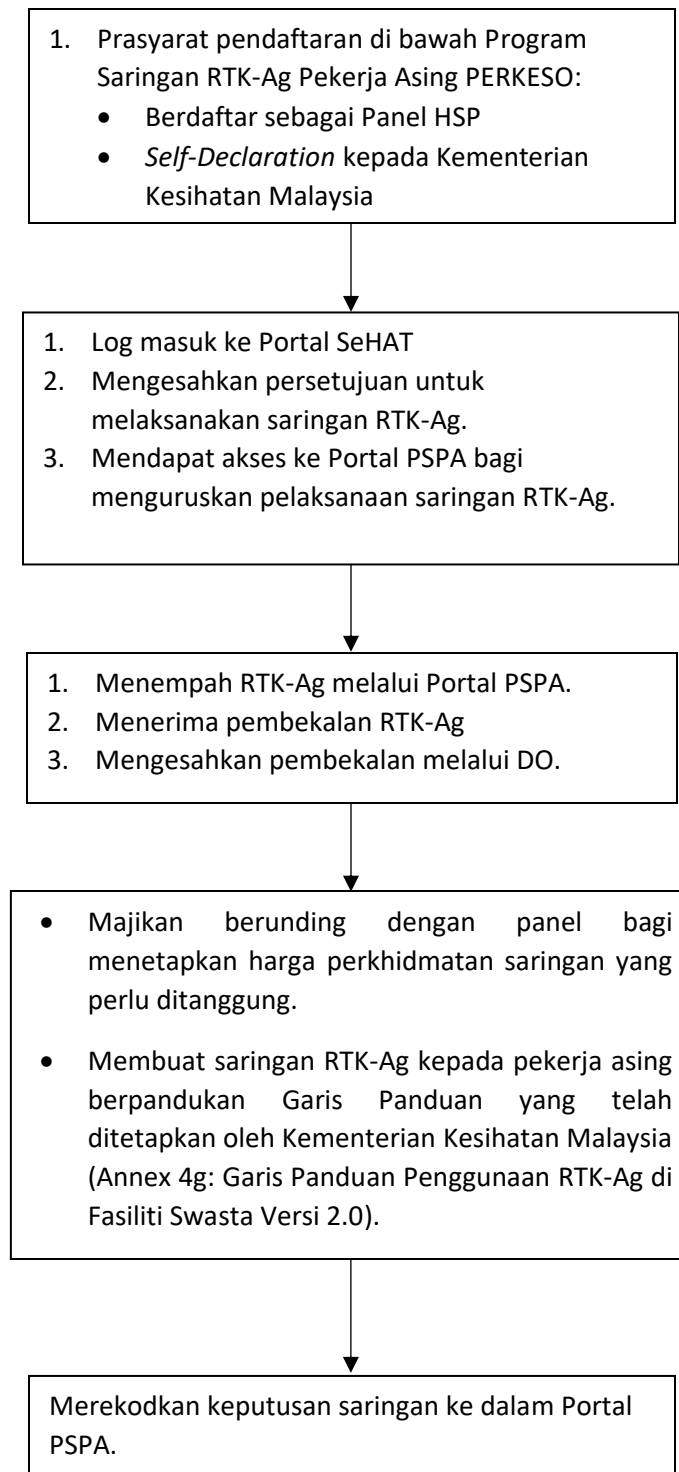 1. Prasyarat pendaftaran di bawah Program
Saringan RTK-Ag Pekerja Asing PERKESO:
• Berdaftar sebagai Panel HSP
• Self-Declaration kepada Kementerian
Kesihatan Malaysia
1. Log masuk ke Portal SeHAT
2. Mengesahkan persetujuan untuk
melaksanakan saringan RTK-Ag.
3. Mendapat akses ke Portal PSPA bagi
menguruskan pelaksanaan saringan RTK-Ag.
1. Menempah RTK-Ag melalui Portal PSPA.
2. Menerima pembekalan RTK-Ag
3. Mengesahkan pembekalan melalui DO.
• Majikan berunding dengan panel bagi
menetapkan harga perkhidmatan saringan yang
perlu ditanggung.
• Membuat saringan RTK-Ag kepada pekerja asing
berpandukan Garis Panduan yang telah
ditetapkan oleh Kementerian Kesihatan Malaysia
(Annex 4g: Garis Panduan Penggunaan RTK-Ag di
Fasiliti Swasta Versi 2.0).
Merekodkan keputusan saringan ke dalam Portal
PSPA.